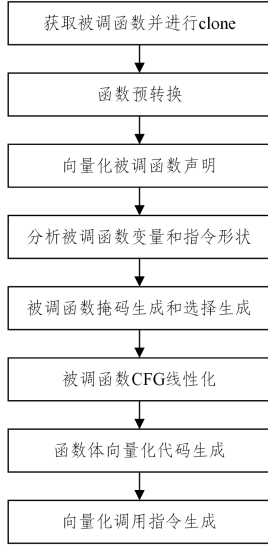 获取被调函数并进行clone
函数预转换
向量化被调函数声明
分析被调函数变量和指令形状
被调函数掩码生成和选择生成
被调函数CFG线性化
函数体向量化代码生成
向量化调用指令生成